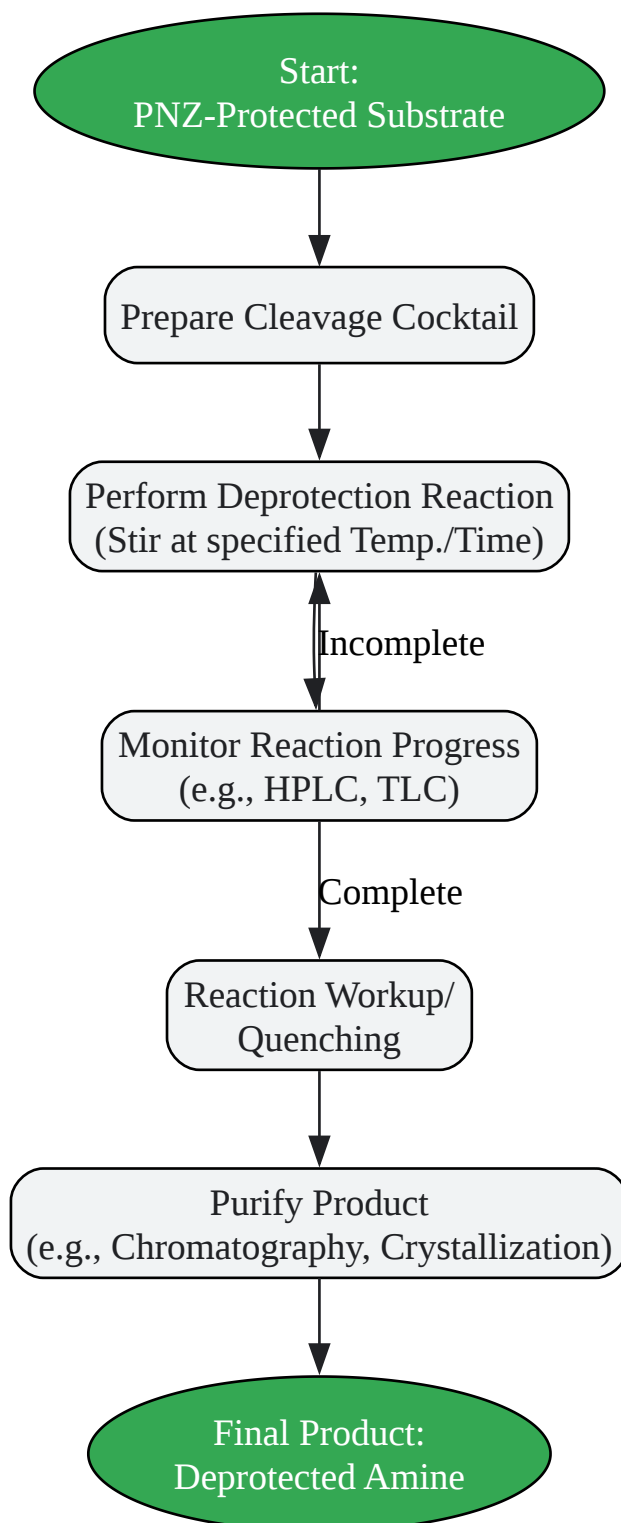 Start:
PNZ-Protected Substrate
Prepare Cleavage Cocktail
Perform Deprotection Reaction
(Stir at specified Temp./Time)
Incomplete
Monitor Reaction Progress
(e.g., HPLC, TLC)
Complete
Reaction Workup/
Quenching
Purify Product
(e.g., Chromatography, Crystallization)
Final Product:
Deprotected Amine